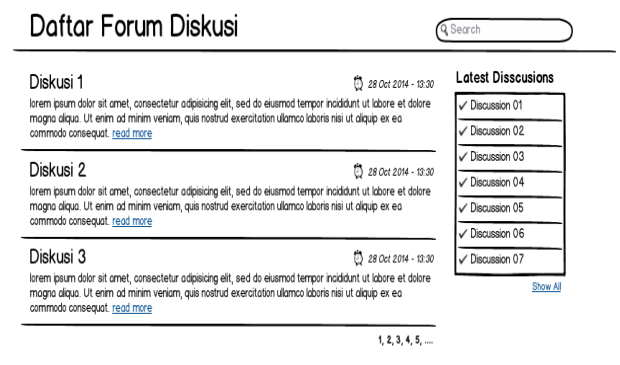 Daftar Forum Diskusi
Search
Diskusi 1
28 Oct 2014 - 13:30
lorem ipsum dolor sit amet, consectetur adipisicing elit, sed do eiusmod tempor incididunt ut labore et dolore
magna aliqua. Ut enim ad minim veniam, quis nostrud exercitation ullamco laboris nisi ut aliquip ex ea
commodo consequat. read more
Diskusi 2
28 Oct 2014 - 13:30
lorem ipsum dolor sit amet, consectetur adipisicing elit, sed do eiusmod tempor incididunt ut labore et dolore
magna aliqua. Ut enim ad minim veniam, quis nostrud exercitation ullamco laboris nisi ut aliquip ex ea
commodo consequat. read more
Diskusi 3
28 Oct 2014 - 13:30
lorem ipsum dolor sit amet, consectetur adipisicing elit, sed do eiusmod tempor incididunt ut labore et dolore
magna aliqua. Ut enim ad minim veniam, quis nostrud exercitation ullamco laboris nisi ut aliquip ex ea
commodo consequat. read more
1, 2, 3, 4, 5, ....
Latest Disscusions
Discussion 01
Discussion 02
Discussion 03
Discussion 04
Discussion 05
Discussion 06
Discussion 07
Show All